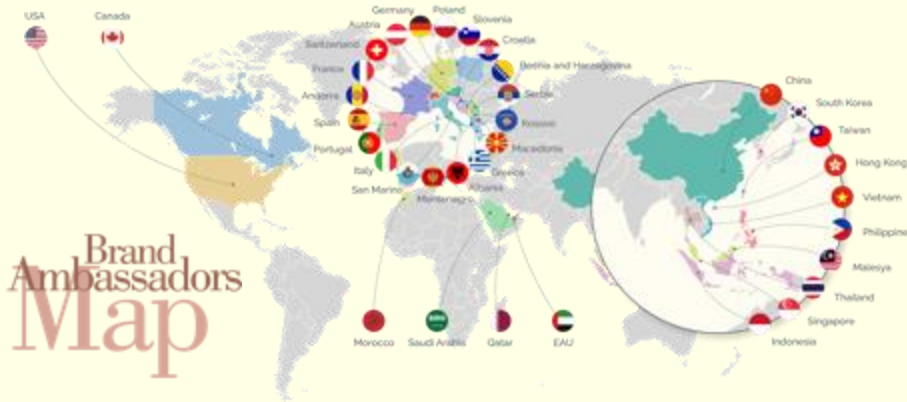 USA
Canada
Germany
Poland
Austria
Slovenia
Switzerland
Croatia
France
Bosnia and Herzegovina
Andorra
Serbia
Spain
Kosovo
Portugal
Macedonia
Italy
Greece
San Marino
Albania
Montenegro
China
South Korea
Taiwan
Hong Kong
Vietnam
Philippine
Malesya
Thailand
Singapore
Indonesia
Morocco
Saudi Arabia
Qatar
EAU
Brand
Ambassadors
Map